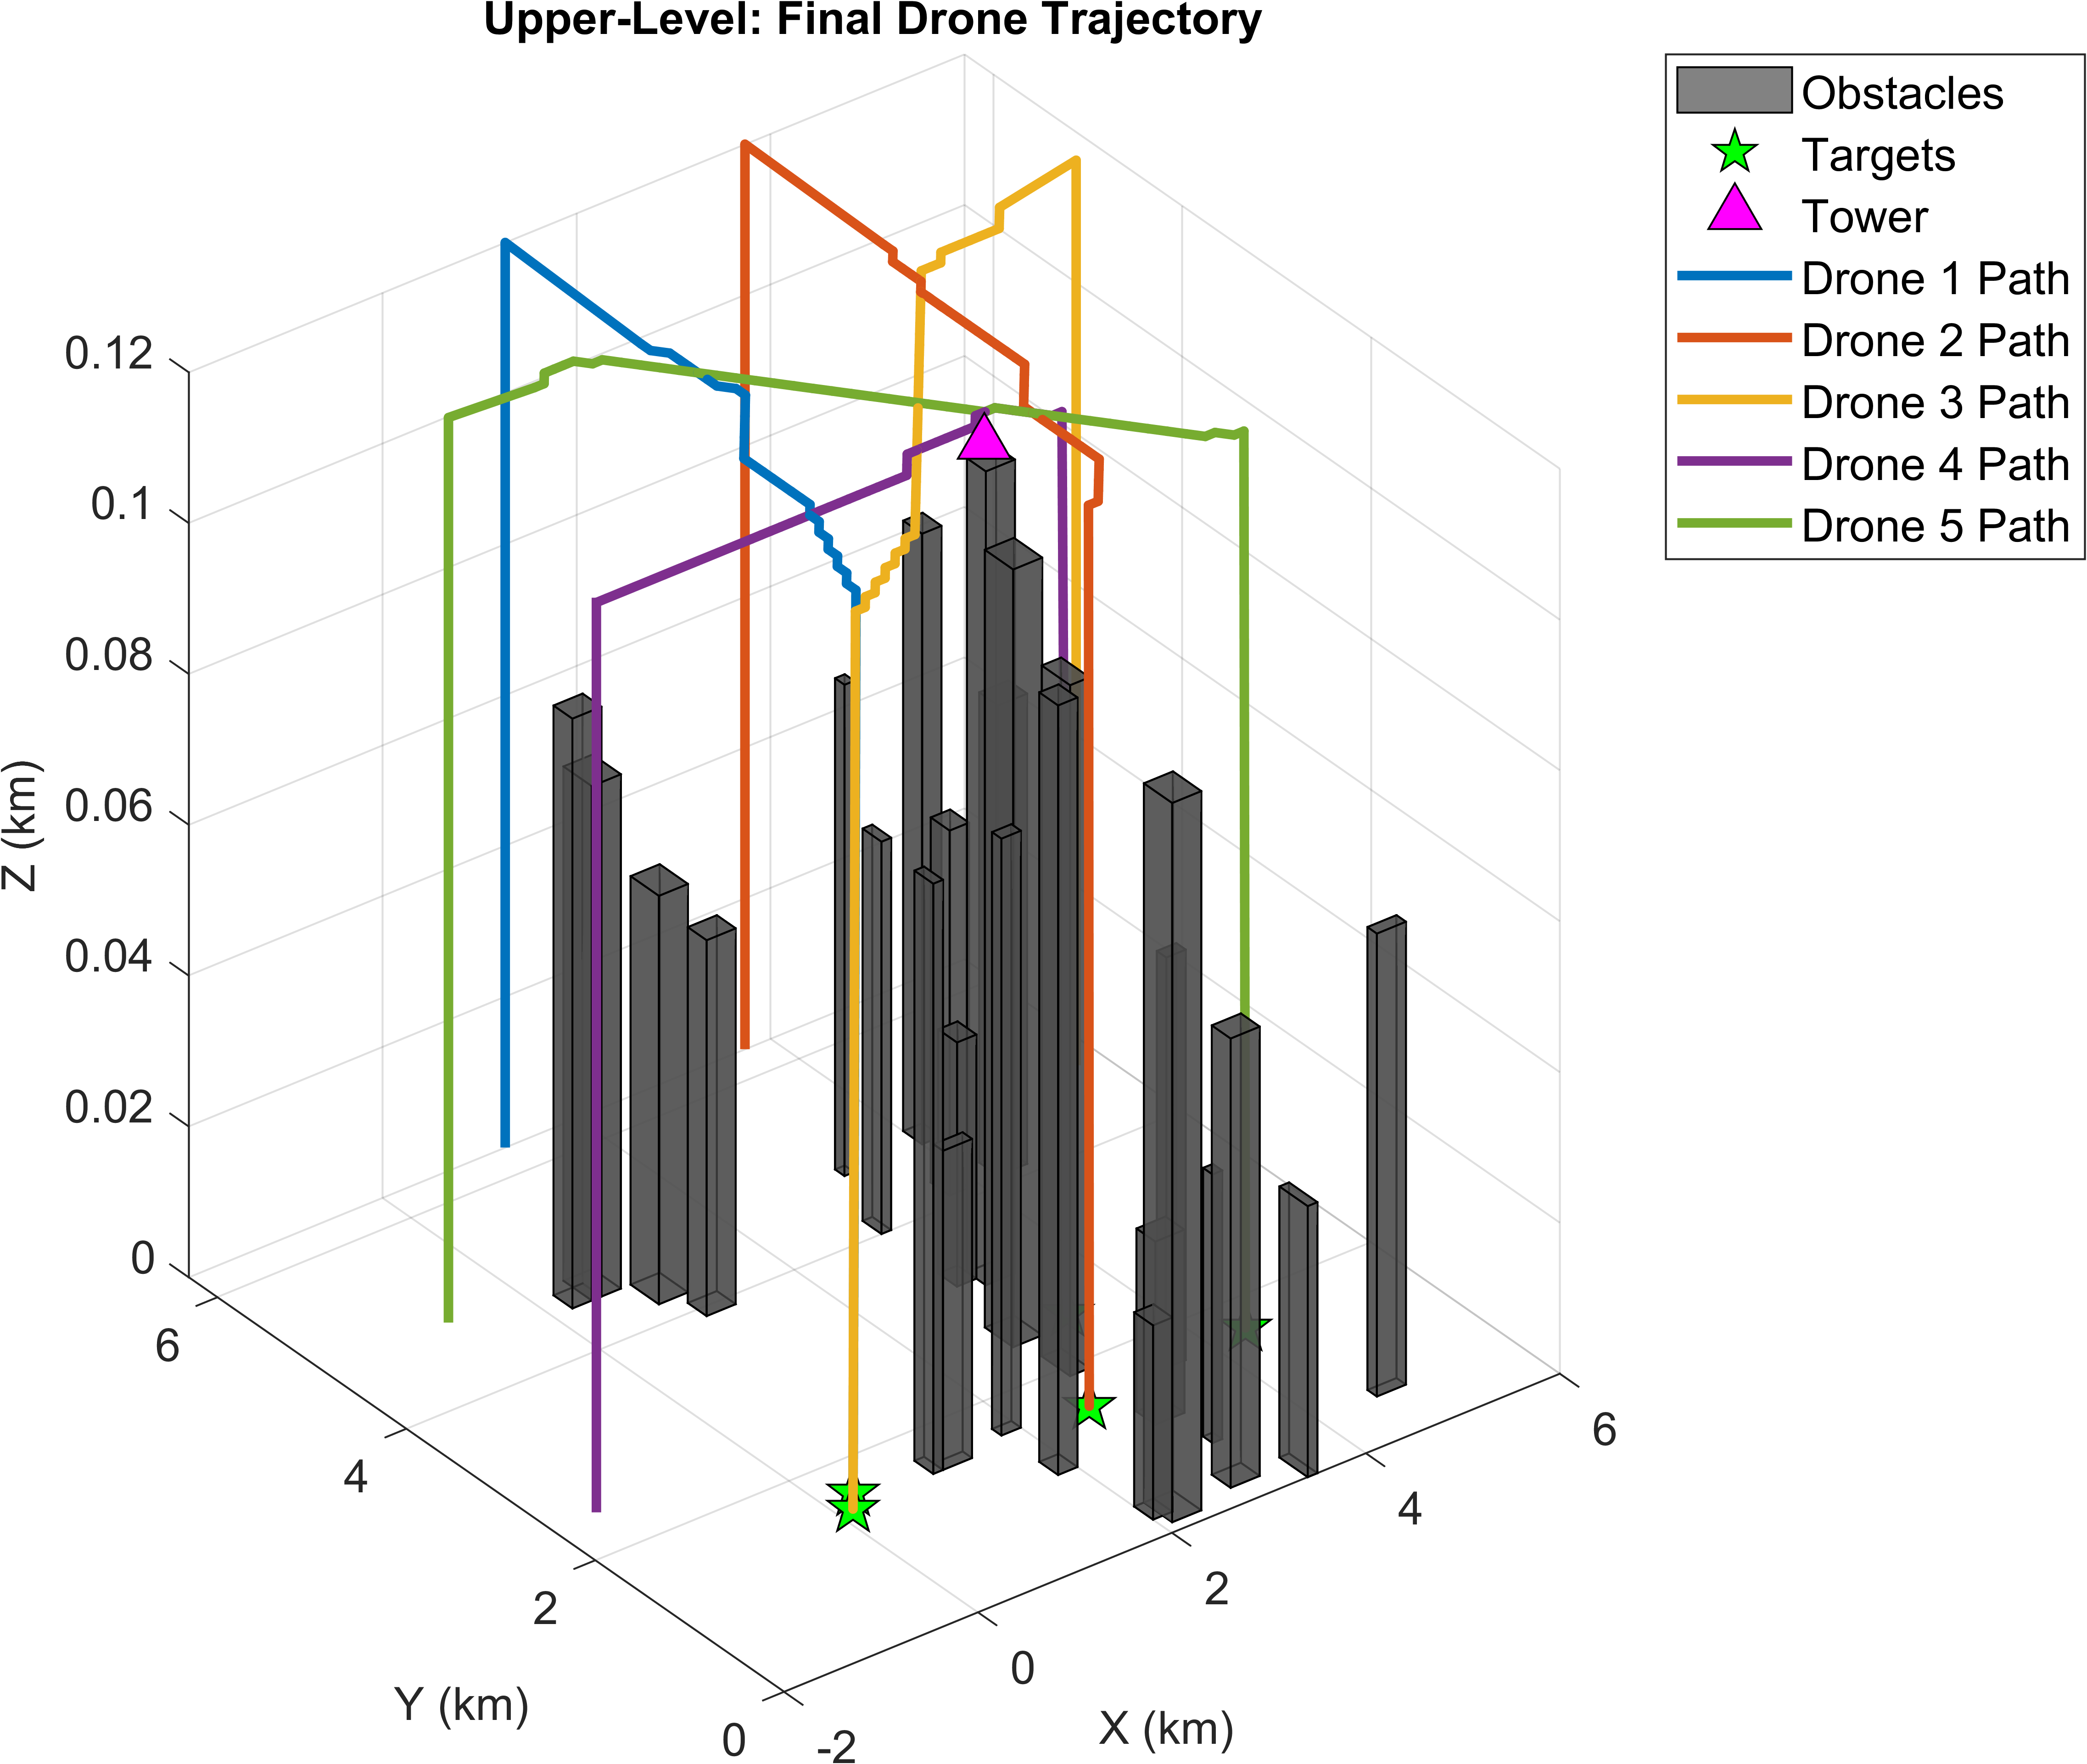 Upper-Level: Final Drone Trajectory
Obstacles
Targets
Tower
Drone 1 Path
Drone 2 Path
Drone 3 Path
Drone 4 Path
Drone 5 Path
0.12
0.1
0.08
0.06
0.04
0.02
0
Z (km)
6
4
2
0
Y (km)
-2
0
2
4
6
X (km)